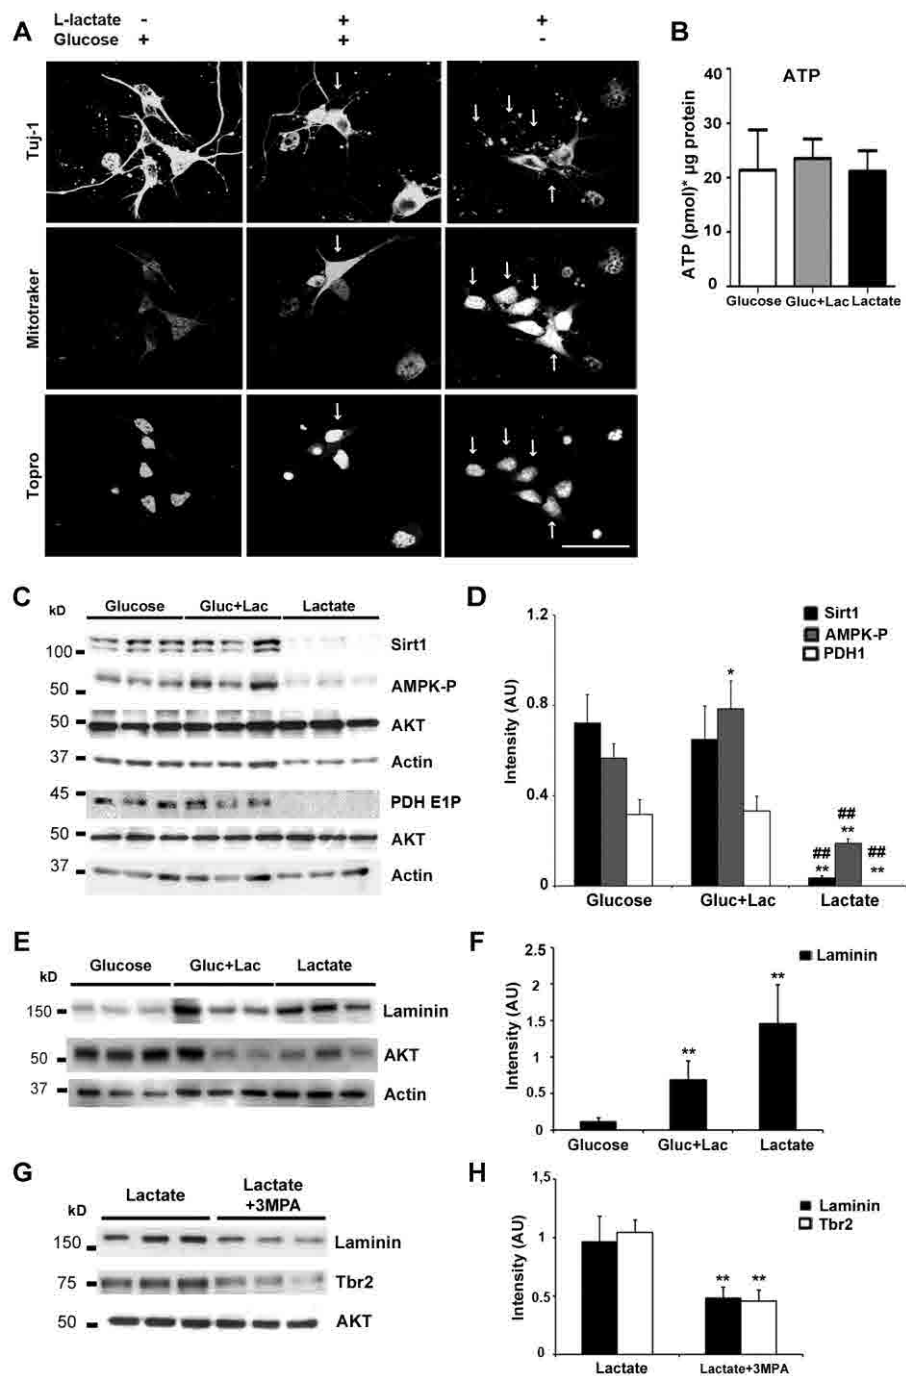 A
L-lactate - + +
Glucose + + -
Tuj-1
Mitotraker
Topro
B
ATP
ATP (pmol)* µg protein
40
30
20
10
0
Glucose Gluc+Lac Lactate
C
kD
Glucose Gluc+Lac Lactate
100
Sirt1
50
AMPK-P
50
AKT
37
Actin
45
PDH E1P
50
AKT
37
Actin
D
Sirt1
AMPK-P
PDH1
Intensity (AU)
1.2
0.8
0.4
0
*
## ## ##
** ** **
Glucose Gluc+Lac Lactate
E
kD
Glucose Gluc+Lac Lactate
150
Laminin
50
AKT
37
Actin
F
Laminin
Intensity (AU)
2.5
2
1.5
1
0.5
0
** **
Glucose Gluc+Lac Lactate
G
kD
Lactate
Lactate
+3MPA
150
Laminin
75
Tbr2
50
AKT
H
Laminin
Tbr2
Intensity (AU)
1,5
1
0.5
0
** **
Lactate Lactate+3MPA